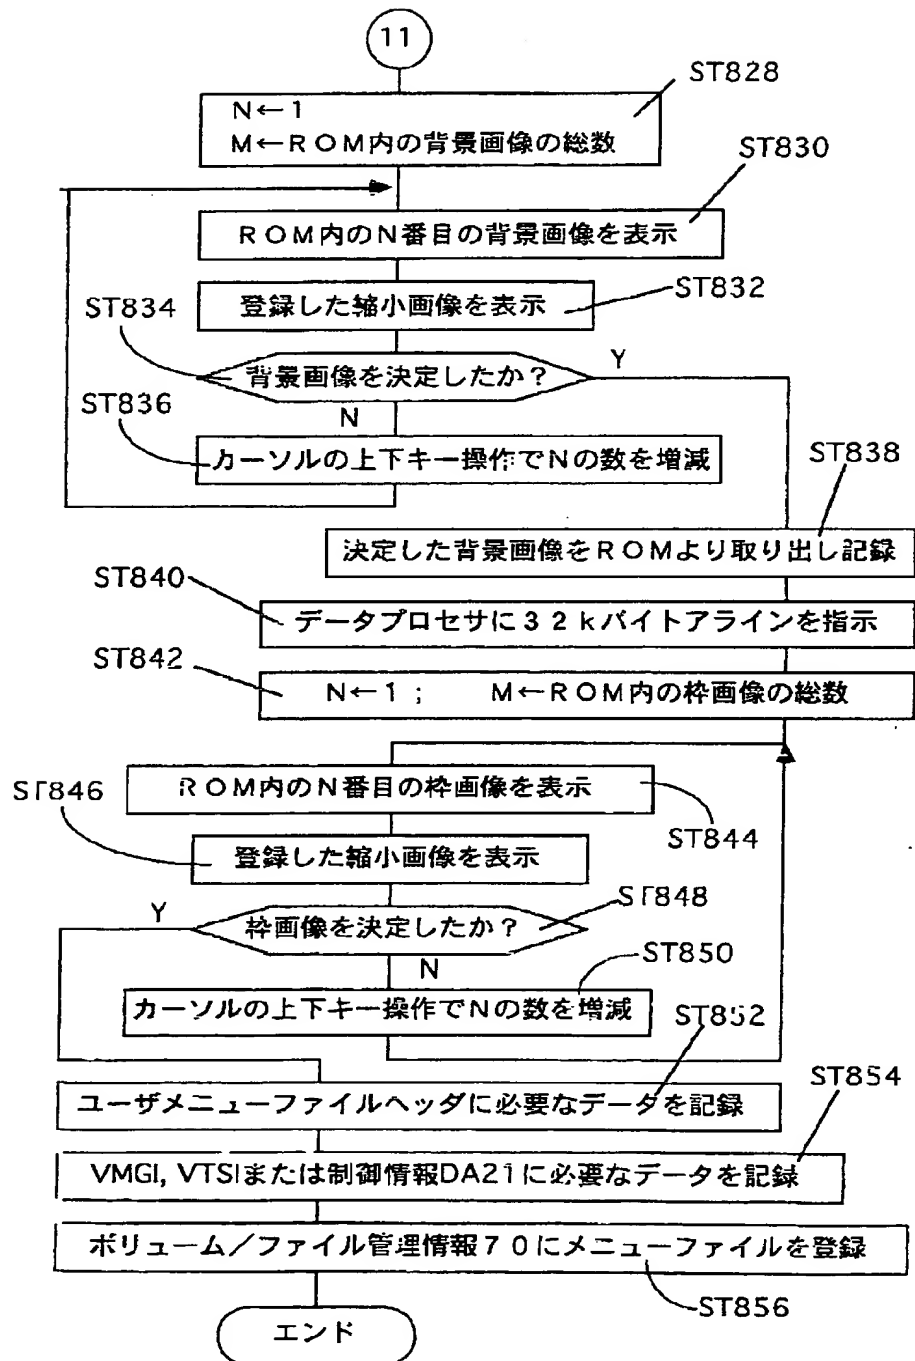 11
ST828
N←1
M←ROM内の背景画像の総数
ST830
ROM内のN番目の背景画像を表示
ST832
登録した縮小画像を表示
ST834
背景画像を決定したか？
Y
ST836
N
カーソルの上下キー操作でNの数を増減
ST838
決定した背景画像をROMより取り出し記録
ST840
データプロセサに32kバイトアラインを指示
ST842
N←1； M←ROM内の枠画像の総数
ROM内のN番目の枠画像を表示
ST846
ST844
登録した縮小画像を表示
ST848
Y
枠画像を決定したか？
N
ST850
カーソルの上下キー操作でNの数を増減
ST852
ST854
ユーザメニューファイルヘッダに必要なデータを記録
VMGI, VTSIまたは制御情報DA21に必要なデータを記録
ボリューム／ファイル管理情報70にメニューファイルを登録
ST856
エンド